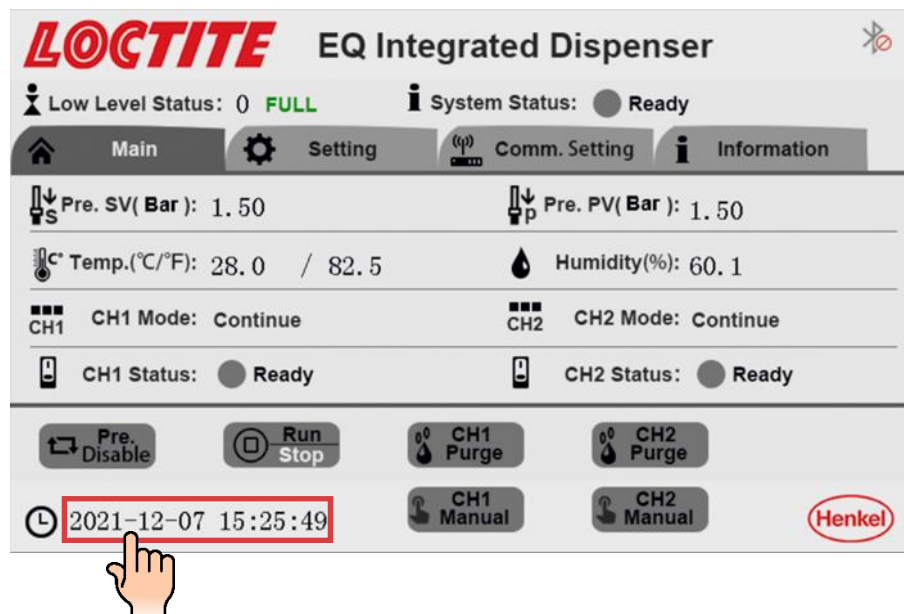 LOCTITE EQ Integrated Dispenser
Low Level Status: 0 FULL System Status: Ready
Main Setting Comm. Setting Information
S Pre. SV( Bar ): 1.50 p Pre. PV( Bar ): 1.50
C° Temp.(℃/℉): 28.0 / 82.5 Humidity(%): 60.1
CH1 CH1 Mode: Continue CH2 CH2 Mode: Continue
CH1 Status: Ready CH2 Status: Ready
Pre. Disable Run Stop CH1 Purge CH2 Purge
2021-12-07 15:25:49 CH1 Manual CH2 Manual Henkel